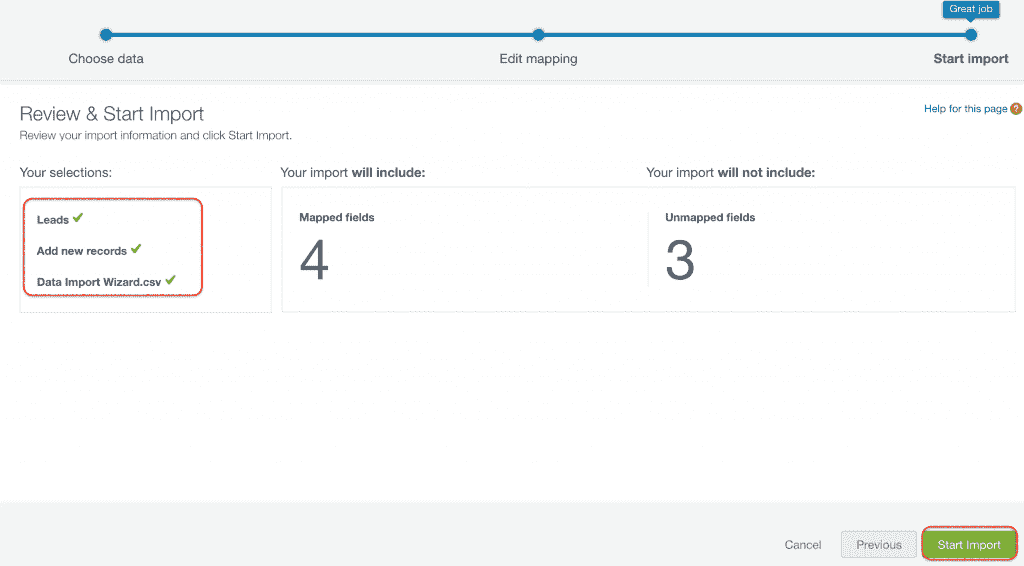 Great job
Choose data
Edit mapping
Start import
Review & Start Import
Help for this page ?
Review your import information and click Start Import.
Your selections:
Leads
Add new records
Data Import Wizard.csv
Your import will include:
Mapped fields
4
Your import will not include:
Unmapped fields
3
Cancel
Previous
Start Import